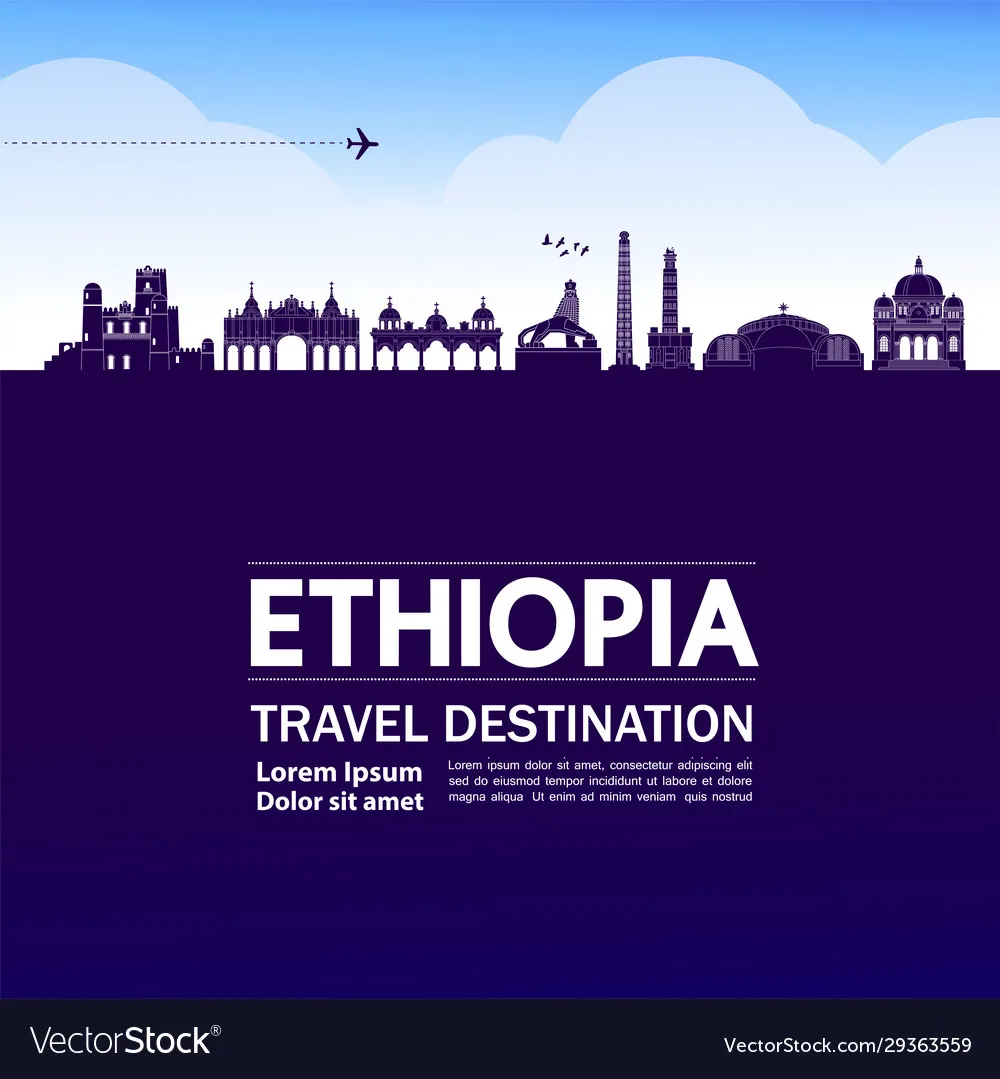 ETHIOPIA
TRAVEL DESTINATION
Lorem Ipsum
Dolor sit amet
Lorem ipsum dolor sit amet, consectetur adipiscing elit
sed do eiusmod tempor incididunt ut labore et dolore
magna aliqua Ut enim ad minim veniam quis nostrud
VectorStock®
VectorStock.com/29363559